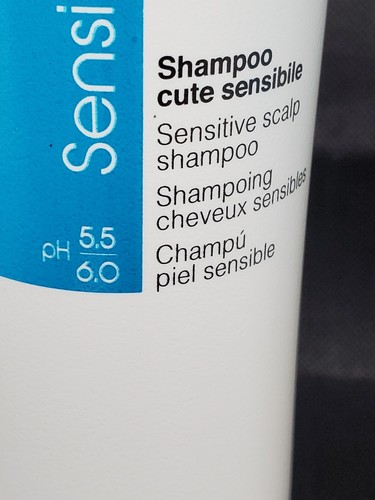 Sensi
pH 5.5
6.0
Shampoo
cute sensibile
Sensitive scalp
shampoo
Shampoing
cheveux sensibles
Champú
piel sensible